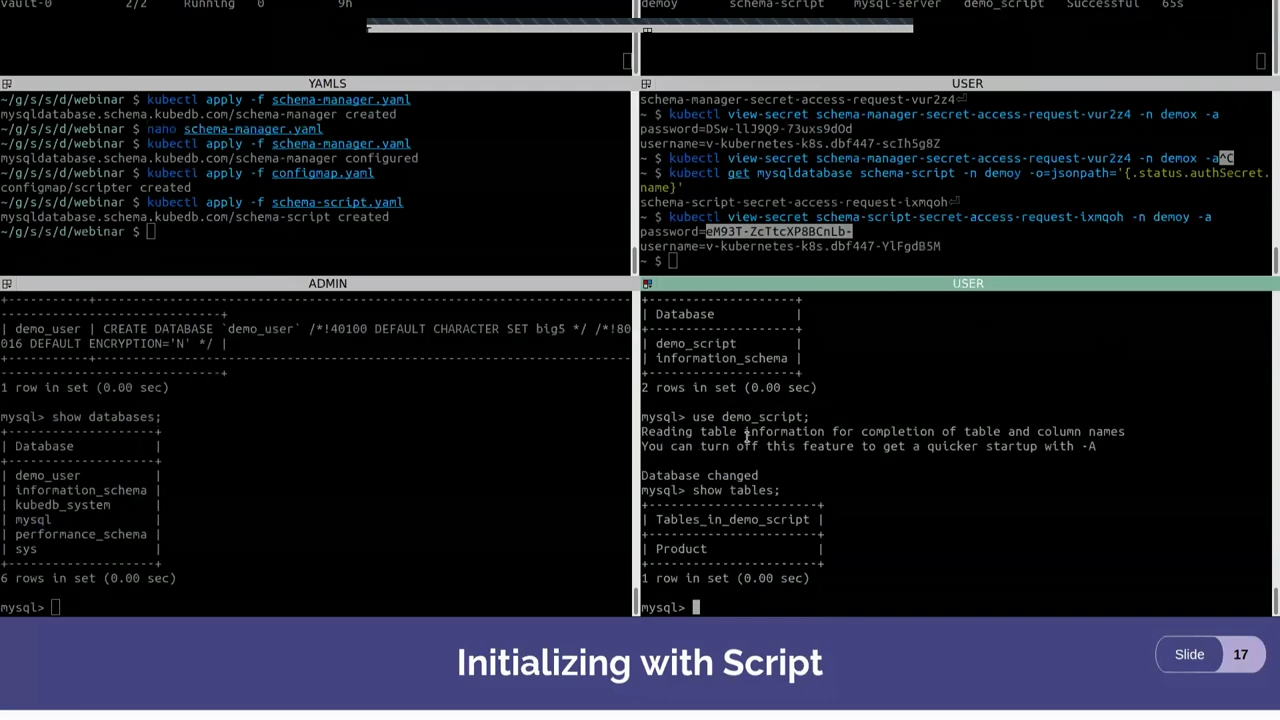 vault-0 2/2 Running 0 9h
demoy schema-script mysql-server demo_script Successful 65s
YAMLS
~/g/s/s/d/webinar $ kubectl apply -f schema-manager.yaml
mysqldatabase.schema.kubedb.com/schema-manager created
~/g/s/s/d/webinar $ nano schema-manager.yaml
~/g/s/s/d/webinar $ kubectl apply -f schema-manager.yaml
mysqldatabase.schema.kubedb.com/schema-manager configured
~/g/s/s/d/webinar $ kubectl apply -f configmap.yaml
configmap/scripter created
~/g/s/s/d/webinar $ kubectl apply -f schema-script.yaml
mysqldatabase.schema.kubedb.com/schema-script created
~/g/s/s/d/webinar $
USER
schema-manager-secret-access-request-vur2z4⏎
~ $ kubectl view-secret schema-manager-secret-access-request-vur2z4 -n demox -a
password=DSw-llJ9Q9-73uxs9dOd
username=v-kubernetes-k8s.dbf447-scIh5g8Z
~ $ kubectl view-secret schema-manager-secret-access-request-vur2z4 -n demox -a^C
~ $ kubectl get mysqldatabase schema-script -n demoy -o=jsonpath='{.status.authSecret.
name}'
schema-script-secret-access-request-ixmqoh⏎
~ $ kubectl view-secret schema-script-secret-access-request-ixmqoh -n demoy -a
password=eM93T-ZcTtcXP8BCnLb-
username=v-kubernetes-k8s.dbf447-YlFgdB5M
~ $
ADMIN
+-----------+-------------------------------------------------------------------------
----------------------------+
| demo_user | CREATE DATABASE `demo_user` /*!40100 DEFAULT CHARACTER SET big5 */ /*!80
016 DEFAULT ENCRYPTION='N' */ |
+-----------+-------------------------------------------------------------------------
----------------------------+
1 row in set (0.00 sec)
mysql> show databases;
+--------------------+
| Database |
+--------------------+
| demo_user |
| information_schema |
| kubedb_system |
| mysql |
| performance_schema |
| sys |
+--------------------+
6 rows in set (0.00 sec)
mysql>
USER
+--------------------+
| Database |
+--------------------+
| demo_script |
| information_schema |
+--------------------+
2 rows in set (0.00 sec)
mysql> use demo_script;
Reading table information for completion of table and column names
You can turn off this feature to get a quicker startup with -A
Database changed
mysql> show tables;
+-----------------------+
| Tables_in_demo_script |
+-----------------------+
| Product |
+-----------------------+
1 row in set (0.00 sec)
mysql>
Initializing with Script
Slide 17